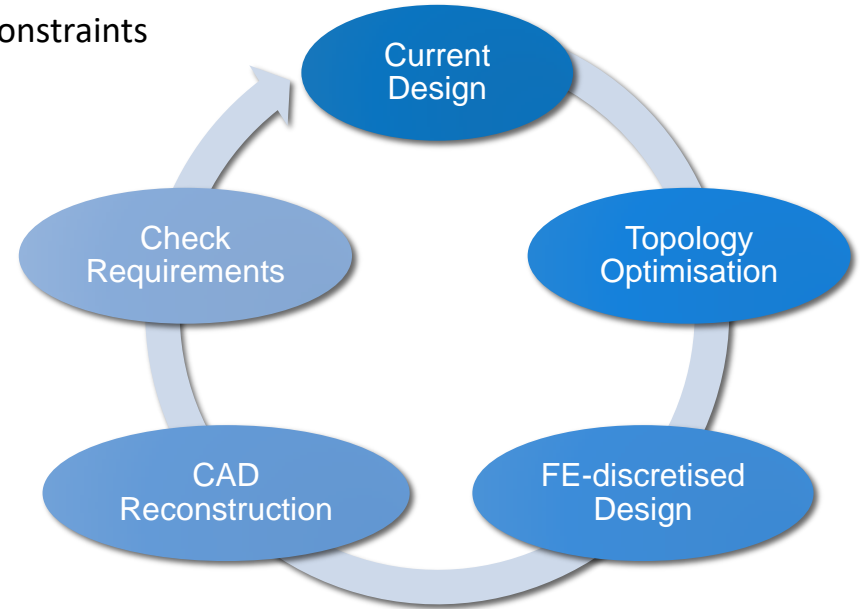 onstraints
Current
Design
Topology
Optimisation
FE-discretised
Design
CAD
Reconstruction
Check
Requirements